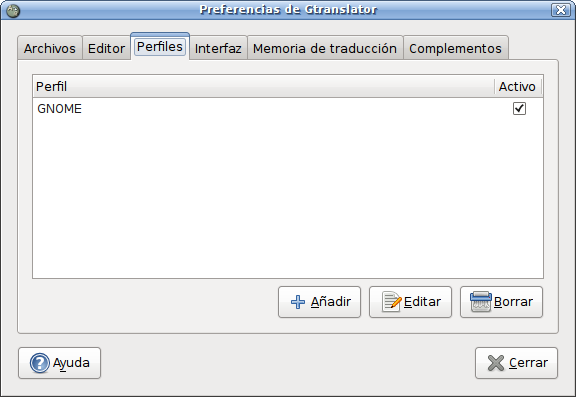 Preferencias de Gtranslator
Archivos Editor Perfiles Interfaz Memoria de traducción Complementos
Perfil Activo
GNOME
Añadir Editar Borrar
Ayuda Cerrar